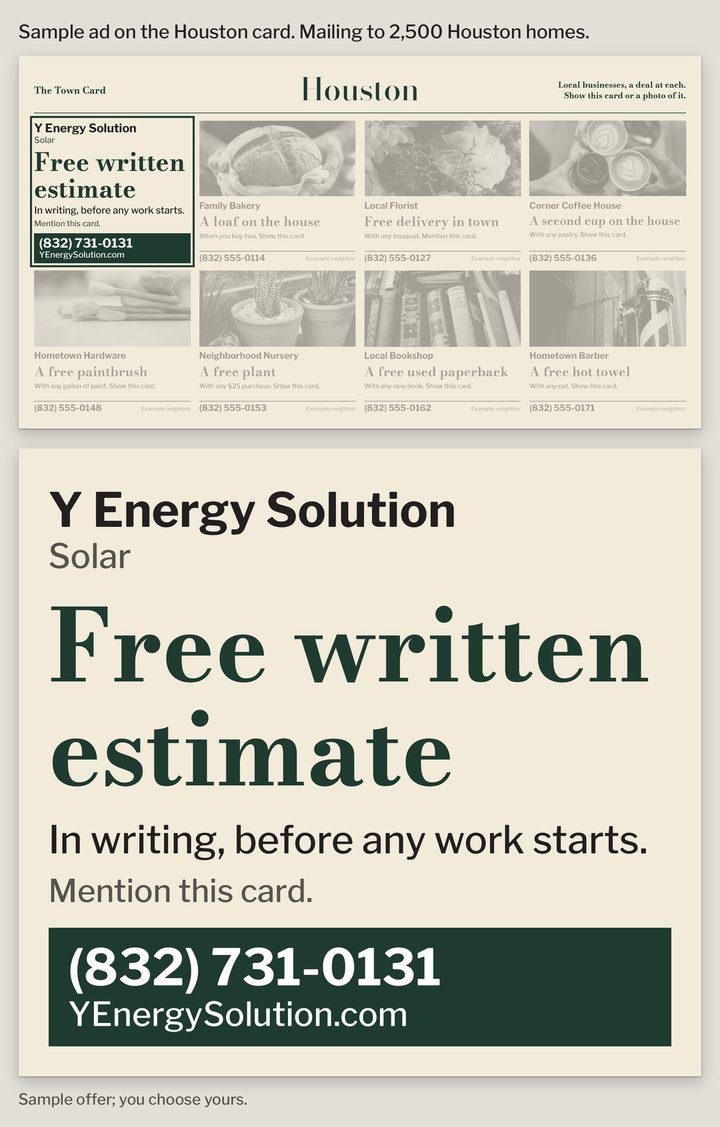 Sample ad on the Houston card. Mailing to 2,500 Houston homes.
The Town Card
Houston
Local businesses, a deal at each.
Show this card or a photo of it.
Y Energy Solution
Solar
Free written
estimate
In writing, before any work starts.
Mention this card.
(832) 731-0131
YEnergySolution.com
Family Bakery
A loaf on the house
When you buy two. Show this card.
(832) 555-0114
Example neighbor
Local Florist
Free delivery in town
With any bouquet. Mention this card.
(832) 555-0127
Example neighbor
Corner Coffee House
A second cup on the house
With any pastry. Show this card.
(832) 555-0136
Example neighbor
Hometown Hardware
A free paintbrush
With any gallon of paint. Show this card.
(832) 555-0148
Example neighbor
Neighborhood Nursery
A free plant
With any $25 purchase. Show this card.
(832) 555-0153
Example neighbor
Local Bookshop
A free used paperback
With any new book. Show this card.
(832) 555-0162
Example neighbor
Hometown Barber
A free hot towel
With any cut. Show this card.
(832) 555-0171
Example neighbor
Y Energy Solution
Solar
Free written
estimate
In writing, before any work starts.
Mention this card.
(832) 731-0131
YEnergySolution.com
Sample offer; you choose yours.